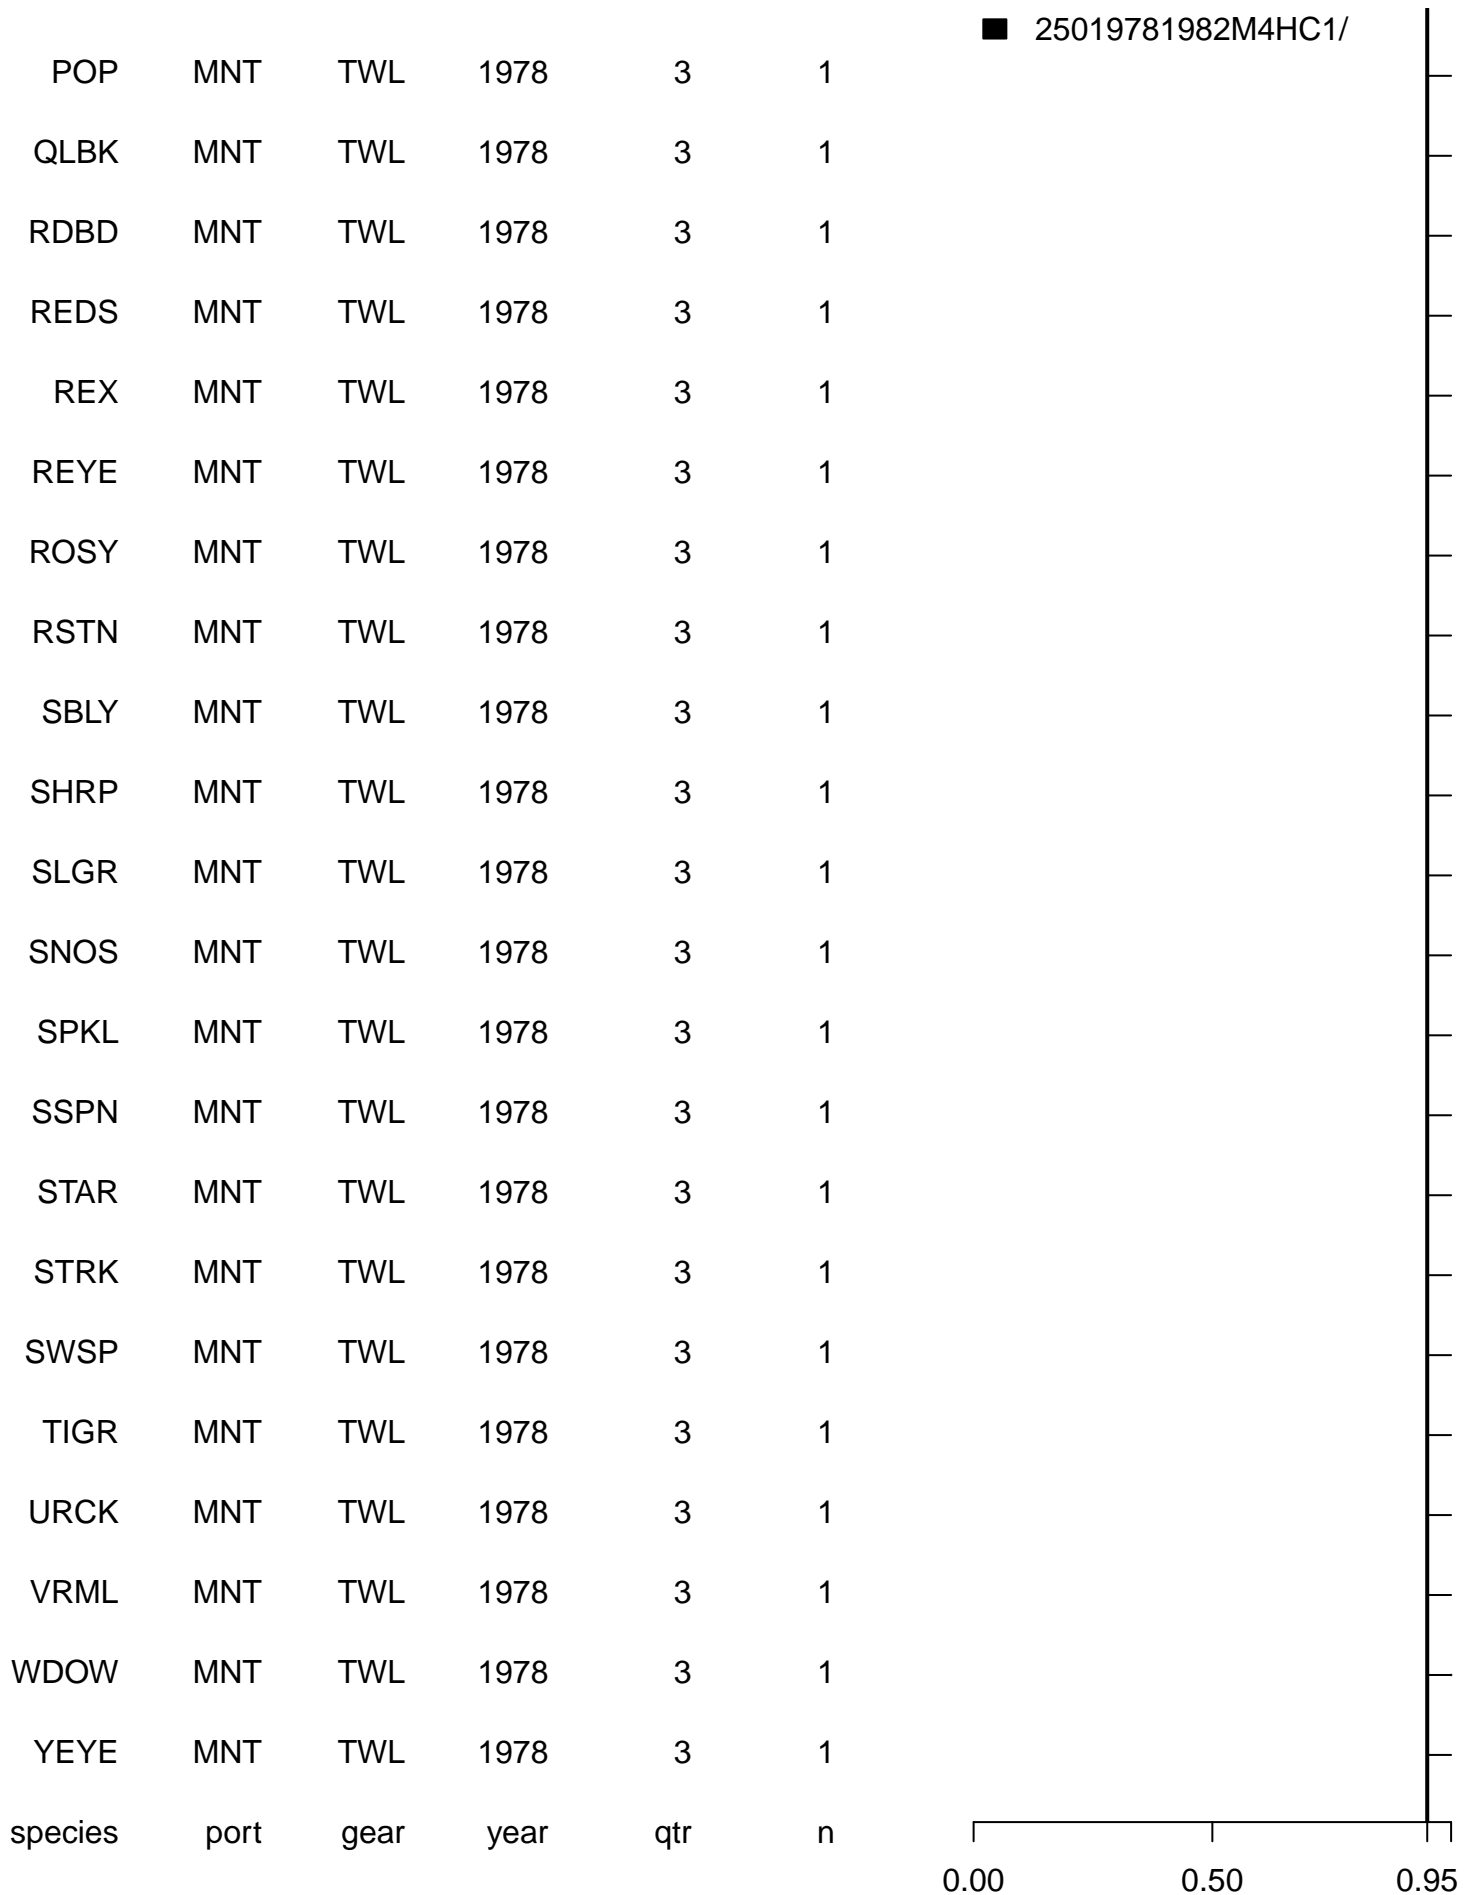 25019781982M4HC1/
POP MNT TWL 1978 3 1
QLBK MNT TWL 1978 3 1
RDBD MNT TWL 1978 3 1
REDS MNT TWL 1978 3 1
REX MNT TWL 1978 3 1
REYE MNT TWL 1978 3 1
ROSY MNT TWL 1978 3 1
RSTN MNT TWL 1978 3 1
SBLY MNT TWL 1978 3 1
SHRP MNT TWL 1978 3 1
SLGR MNT TWL 1978 3 1
SNOS MNT TWL 1978 3 1
SPKL MNT TWL 1978 3 1
SSPN MNT TWL 1978 3 1
STAR MNT TWL 1978 3 1
STRK MNT TWL 1978 3 1
SWSP MNT TWL 1978 3 1
TIGR MNT TWL 1978 3 1
URCK MNT TWL 1978 3 1
VRML MNT TWL 1978 3 1
WDOW MNT TWL 1978 3 1
YEYE MNT TWL 1978 3 1
species port gear year qtr n
0.00 0.50 0.95